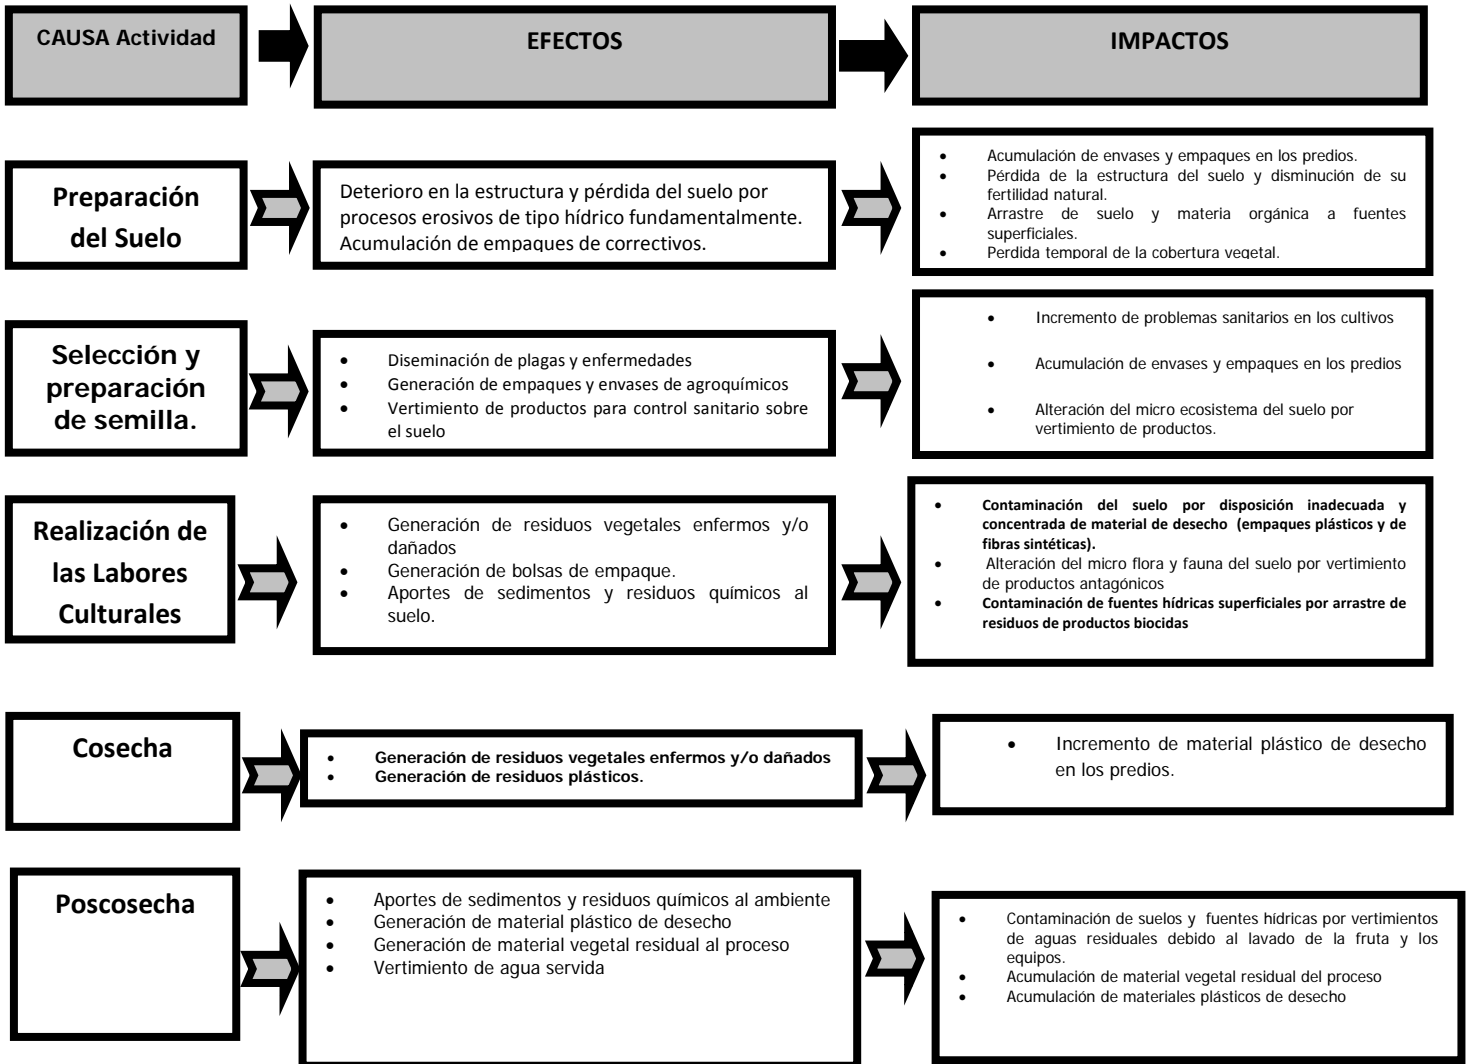 CAUSA Actividad
EFECTOS
IMPACTOS
Preparación
del Suelo
Deterioro en la estructura y pérdida del suelo por
procesos erosivos de tipo hídrico fundamentalmente.
Acumulación de empaques de correctivos.
• Acumulación de envases y empaques en los predios.
• Pérdida de la estructura del suelo y disminución de su
fertilidad natural.
• Arrastre de suelo y materia orgánica a fuentes
superficiales.
• Perdida temporal de la cobertura vegetal.
Selección y
preparación
de semilla.
• Diseminación de plagas y enfermedades
• Generación de empaques y envases de agroquímicos
• Vertimiento de productos para control sanitario sobre
el suelo
• Incremento de problemas sanitarios en los cultivos
• Acumulación de envases y empaques en los predios
• Alteración del micro ecosistema del suelo por
vertimiento de productos.
Realización de
las Labores
Culturales
• Generación de residuos vegetales enfermos y/o
dañados
• Generación de bolsas de empaque.
• Aportes de sedimentos y residuos químicos al
suelo.
• Contaminación del suelo por disposición inadecuada y
concentrada de material de desecho (empaques plásticos y de
fibras sintéticas).
• Alteración del micro flora y fauna del suelo por vertimiento
de productos antagónicos
• Contaminación de fuentes hídricas superficiales por arrastre de
residuos de productos biocidas
Cosecha
• Generación de residuos vegetales enfermos y/o dañados
• Generación de residuos plásticos.
• Incremento de material plástico de desecho
en los predios.
Poscosecha
• Aportes de sedimentos y residuos químicos al ambiente
• Generación de material plástico de desecho
• Generación de material vegetal residual al proceso
• Vertimiento de agua servida
• Contaminación de suelos y fuentes hídricas por vertimientos
de aguas residuales debido al lavado de la fruta y los
equipos.
• Acumulación de material vegetal residual del proceso
• Acumulación de materiales plásticos de desecho